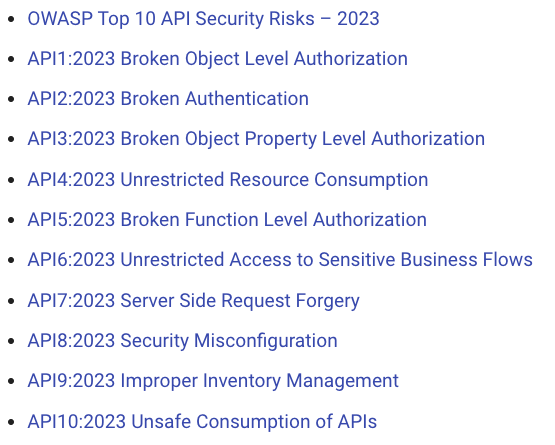 OWASP Top 10 API Security Risks – 2023
API1:2023 Broken Object Level Authorization
API2:2023 Broken Authentication
API3:2023 Broken Object Property Level Authorization
API4:2023 Unrestricted Resource Consumption
API5:2023 Broken Function Level Authorization
API6:2023 Unrestricted Access to Sensitive Business Flows
API7:2023 Server Side Request Forgery
API8:2023 Security Misconfiguration
API9:2023 Improper Inventory Management
API10:2023 Unsafe Consumption of APIs